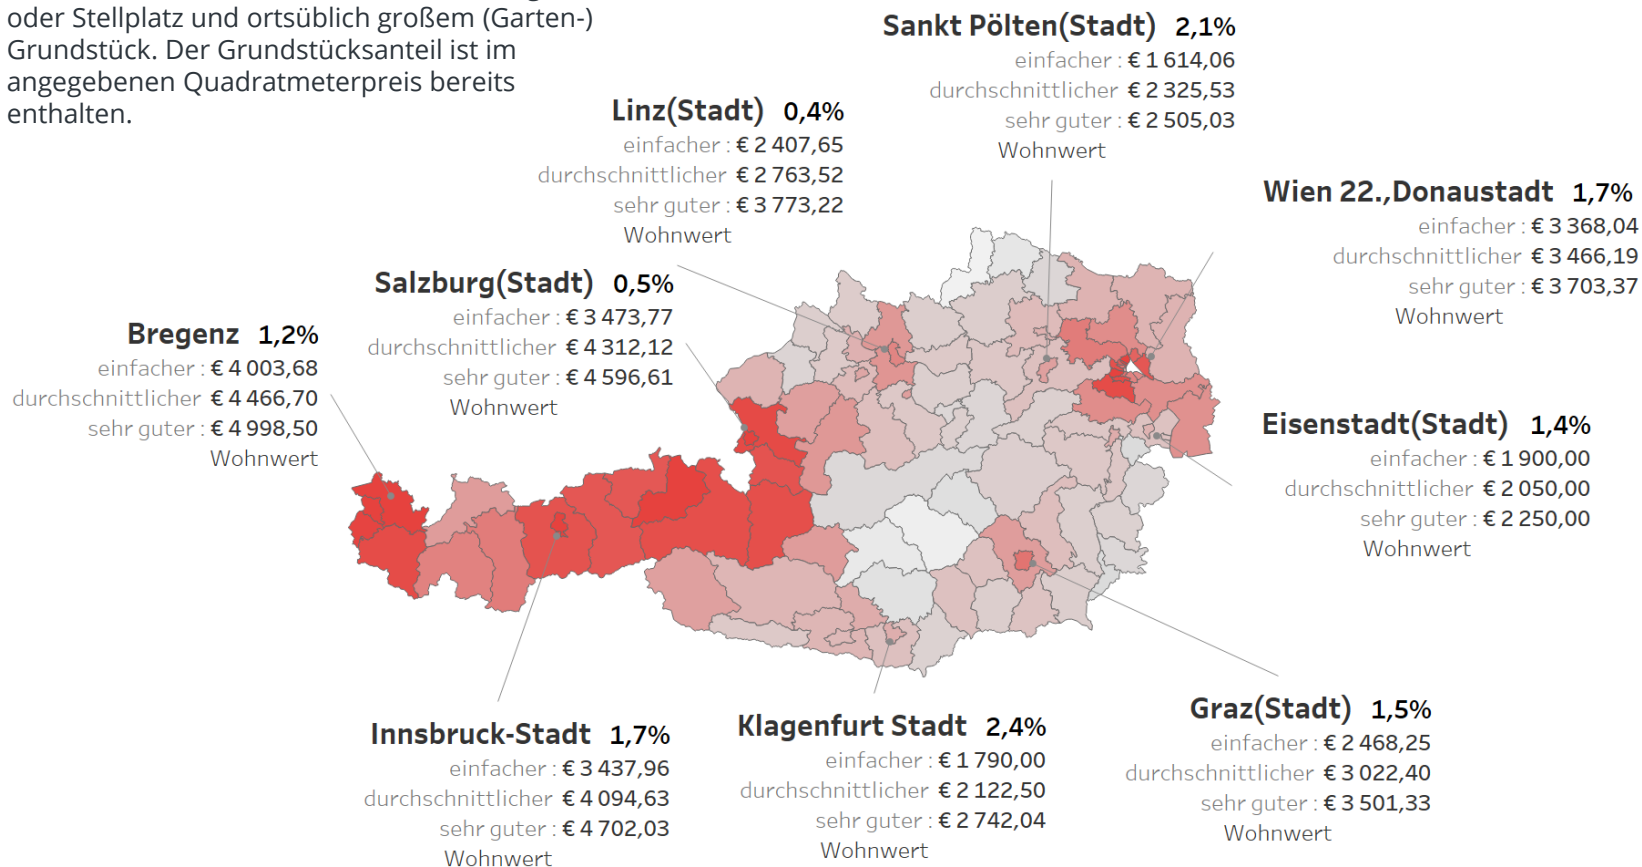 oder Stellplatz und ortsüblich großem (Garten-)
Grundstück. Der Grundstücksanteil ist im
angegebenen Quadratmeterpreis bereits
enthalten.
Sankt Pölten(Stadt) 2,1%
einfacher : € 1 614,06
durchschnittlicher € 2 325,53
sehr guter : € 2 505,03
Wohnwert
Linz(Stadt) 0,4%
einfacher : € 2 407,65
durchschnittlicher € 2 763,52
sehr guter : € 3 773,22
Wohnwert
Wien 22.,Donaustadt 1,7%
einfacher : € 3 368,04
durchschnittlicher € 3 466,19
sehr guter : € 3 703,37
Wohnwert
Salzburg(Stadt) 0,5%
einfacher : € 3 473,77
durchschnittlicher € 4 312,12
sehr guter : € 4 596,61
Wohnwert
Bregenz 1,2%
einfacher : € 4 003,68
durchschnittlicher € 4 466,70
sehr guter : € 4 998,50
Wohnwert
Eisenstadt(Stadt) 1,4%
einfacher : € 1 900,00
durchschnittlicher € 2 050,00
sehr guter : € 2 250,00
Wohnwert
Innsbruck-Stadt 1,7%
einfacher : € 3 437,96
durchschnittlicher € 4 094,63
sehr guter : € 4 702,03
Wohnwert
Klagenfurt Stadt 2,4%
einfacher : € 1 790,00
durchschnittlicher € 2 122,50
sehr guter : € 2 742,04
Wohnwert
Graz(Stadt) 1,5%
einfacher : € 2 468,25
durchschnittlicher € 3 022,40
sehr guter : € 3 501,33
Wohnwert